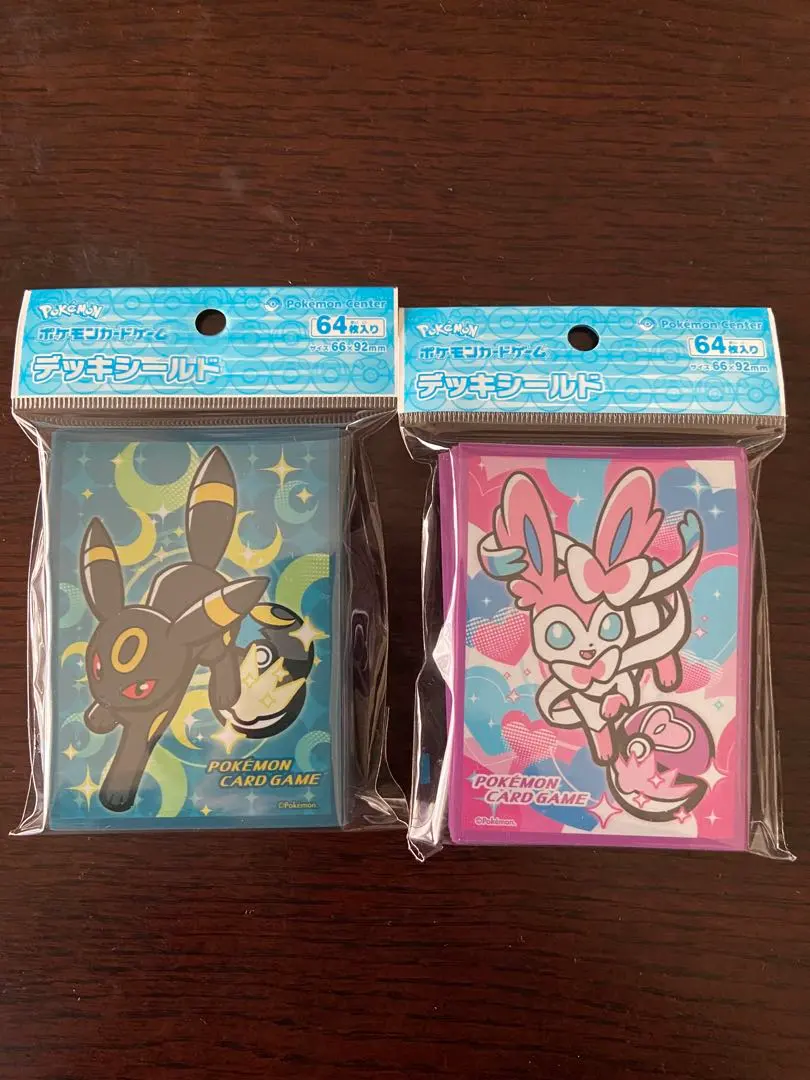 POKéMON
Pokémon Center
ポケモンカードゲーム
64枚入り
デッキシールド
サイズ 66×92mm
POKÉMON
CARD GAME
©Pokémon.
POKéMON
Pokémon Center
ポケモンカードゲーム
64枚入り
デッキシールド
サイズ 66×92mm
POKÉMON
CARD GAME
©Pokémon.